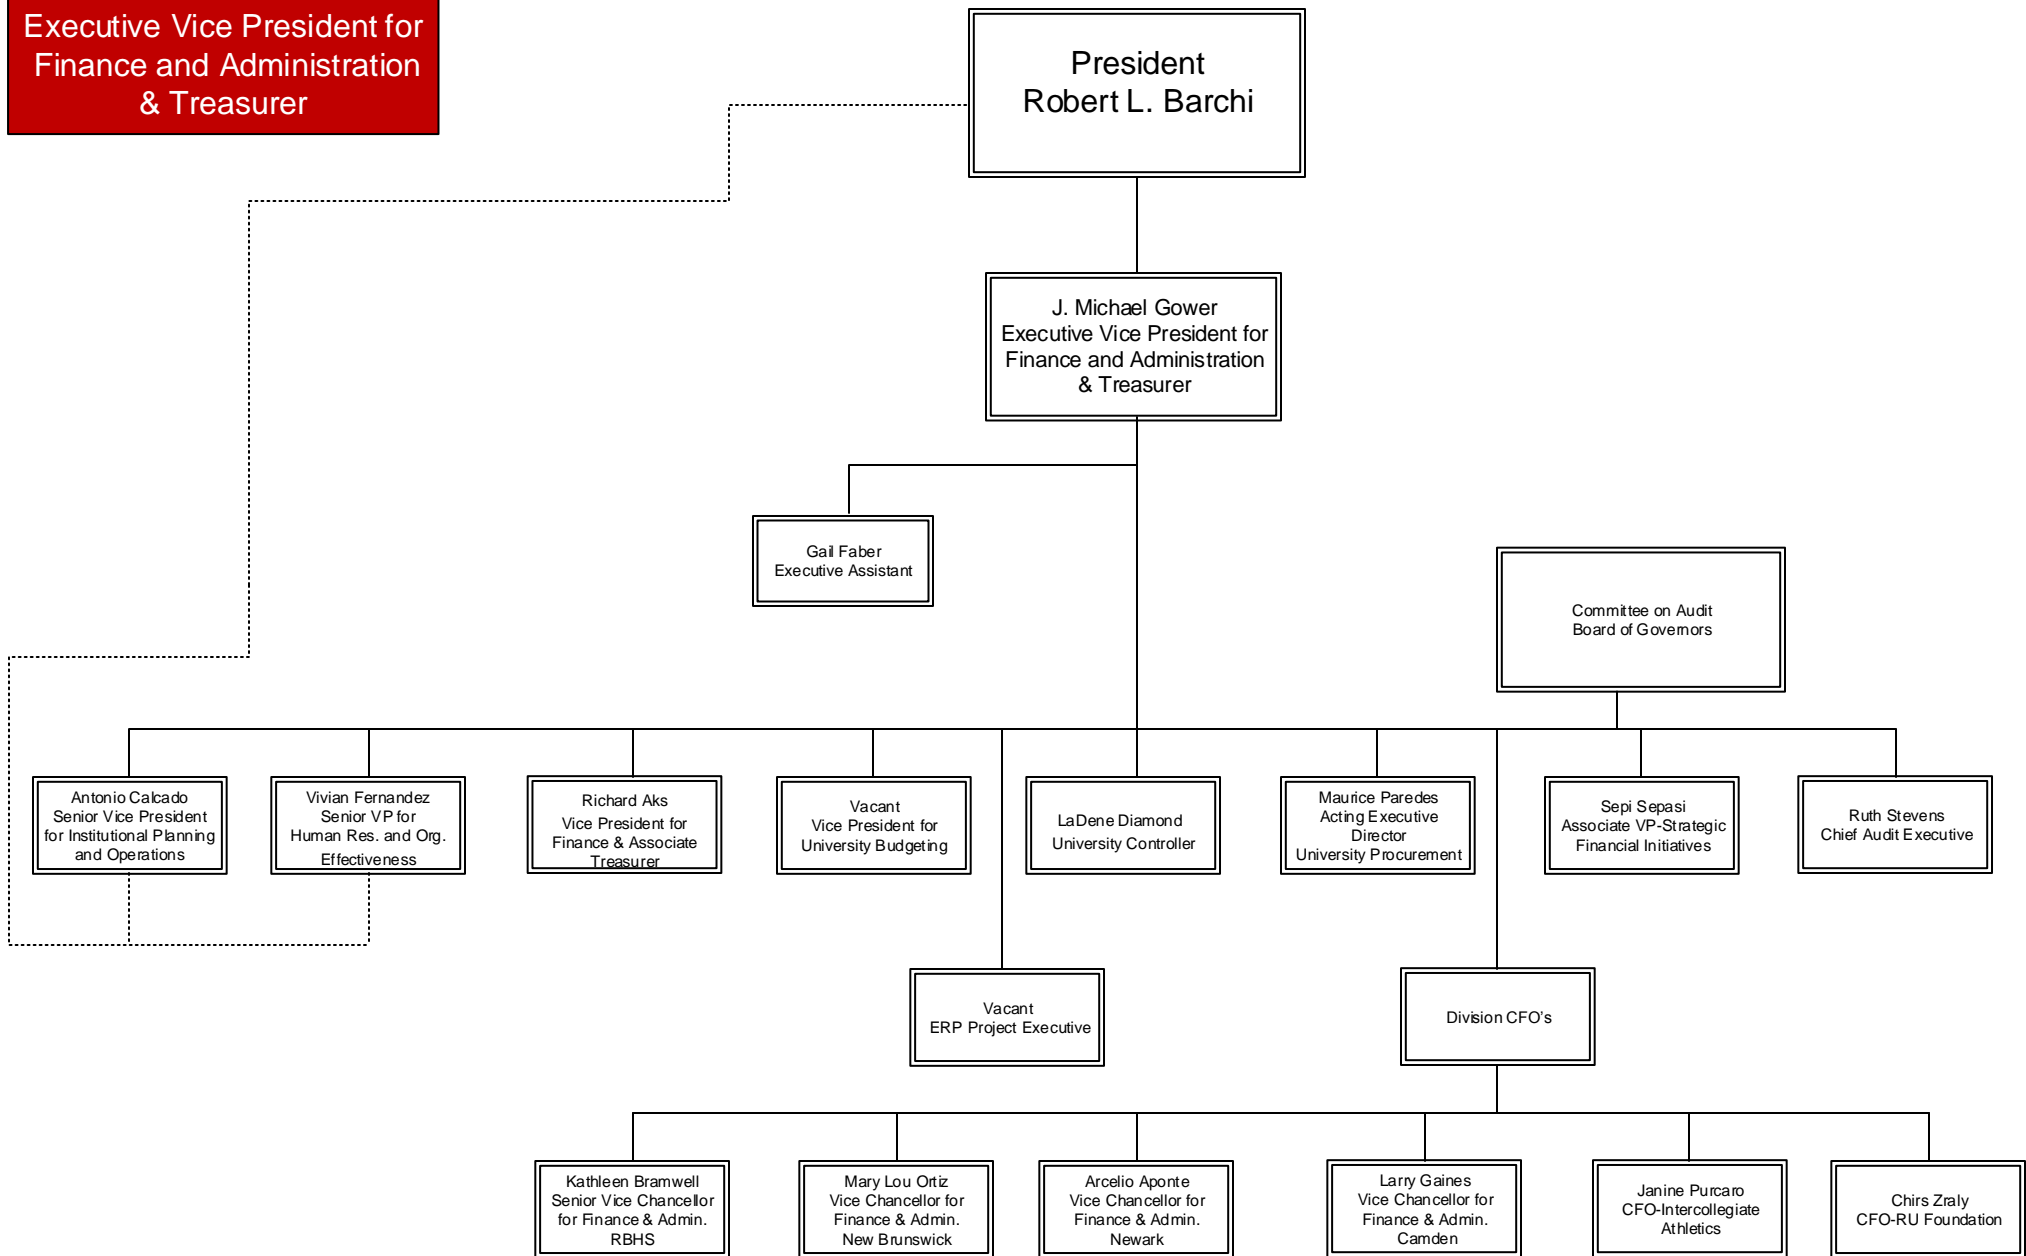 Executive Vice President for
Finance and Administration
& Treasurer
President
Robert L. Barchi
J. Michael Gower
Executive Vice President for
Finance and Administration
& Treasurer
Gail Faber
Executive Assistant
Committee on Audit
Board of Governors
Antonio Calcado
Senior Vice President
for Institutional Planning
and Operations
Vivian Fernandez
Senior VP for
Human Res. and Org.
Effectiveness
Richard Aks
Vice President for
Finance & Associate
Treasurer
Vacant
Vice President for
University Budgeting
LaDene Diamond
University Controller
Maurice Paredes
Acting Executive
Director
University Procurement
Sepi Sepasi
Associate VP-Strategic
Financial Initiatives
Ruth Stevens
Chief Audit Executive
Vacant
ERP Project Executive
Division CFO's
Kathleen Bramwell
Senior Vice Chancellor
for Finance & Admin.
RBHS
Mary Lou Ortiz
Vice Chancellor for
Finance & Admin.
New Brunswick
Arcelio Aponte
Vice Chancellor for
Finance & Admin.
Newark
Larry Gaines
Vice Chancellor for
Finance & Admin.
Camden
Janine Purcaro
CFO-Intercollegiate
Athletics
Chirs Zraly
CFO-RU Foundation